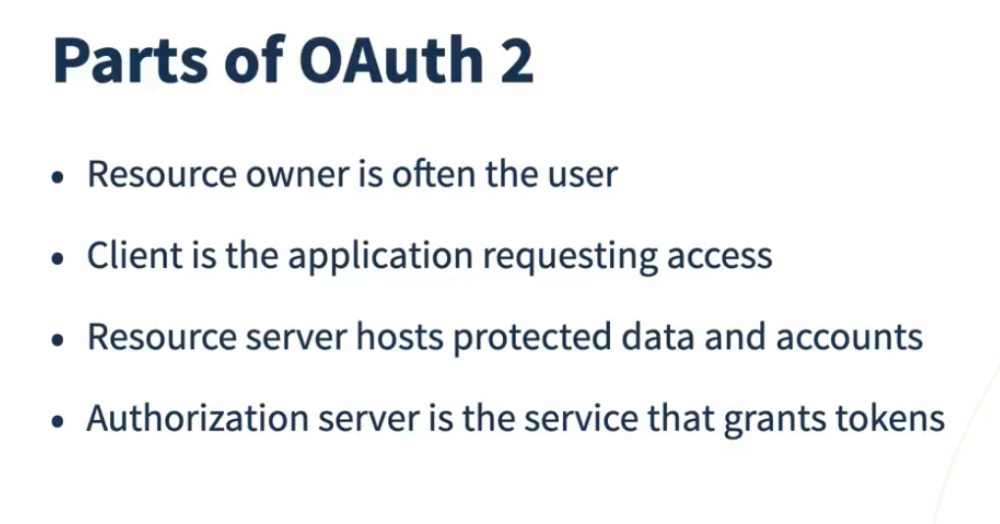 Parts of OAuth 2
• Resource owner is often the user
• Client is the application requesting access
• Resource server hosts protected data and accounts
• Authorization server is the service that grants tokens